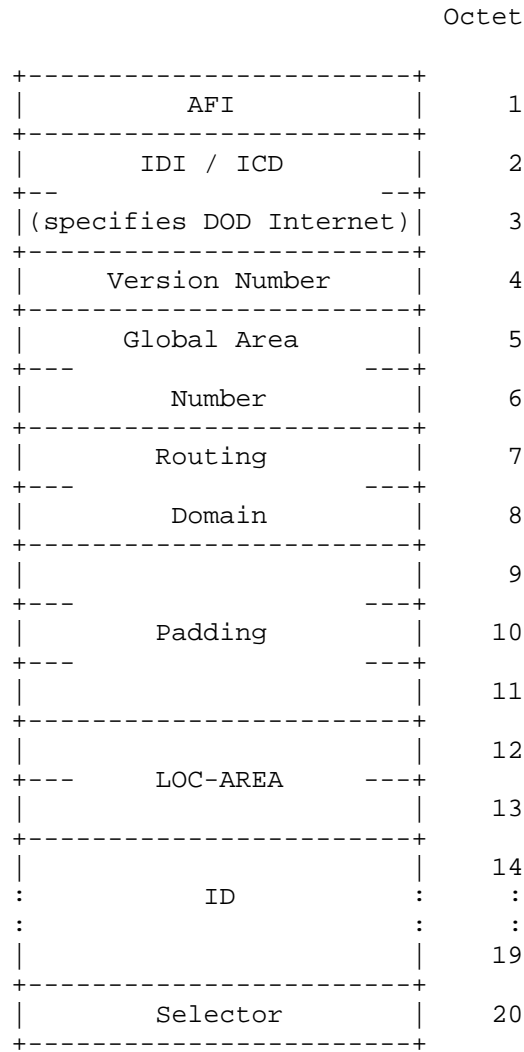 Octet
AFI 1
IDI / ICD 2
(specifies DOD Internet) 3
Version Number 4
Global Area 5
Number 6
Routing 7
Domain 8
9
Padding 10
11
12
LOC-AREA
13
14
ID : :
: :
19
Selector 20